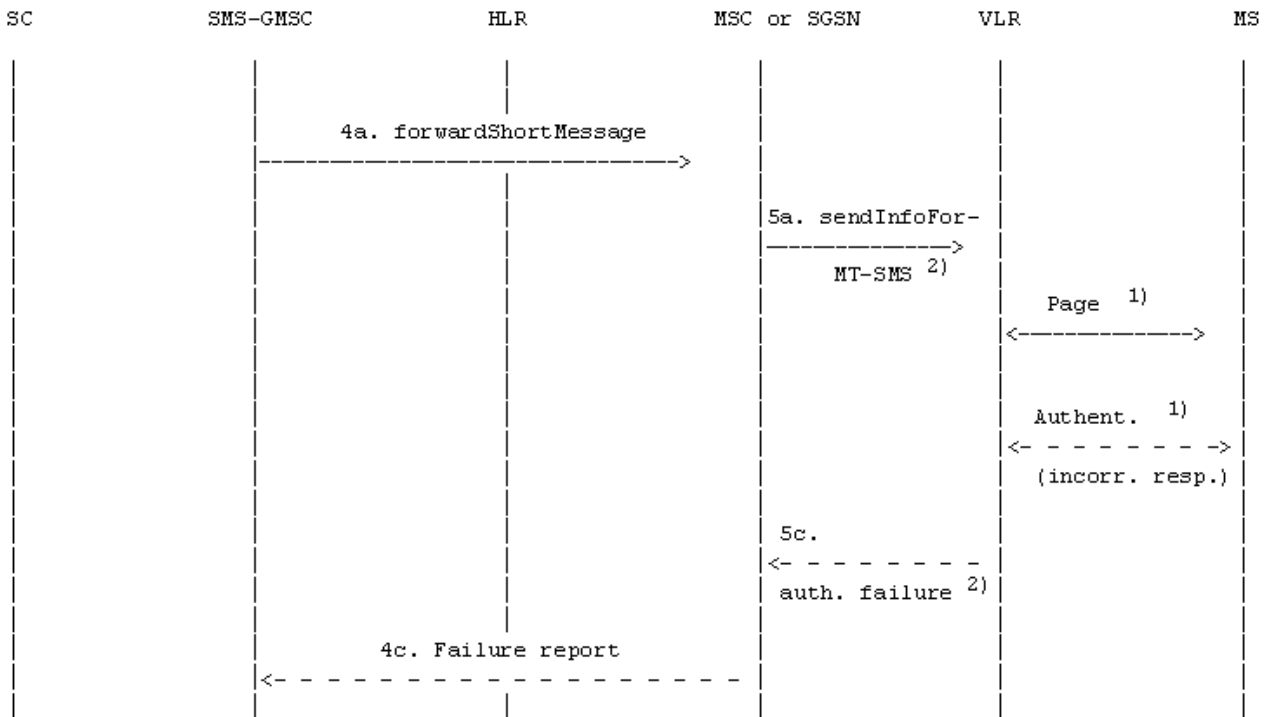 SC SMS-GMSC HLR MSC or SGSN VLR MS
4a. forwardShortMessage
5a. sendInfoFor-
MT-SMS 2)
Page 1)
Authent. 1)
(incorr. resp.)
5c.
auth. failure 2)
4c. Failure report